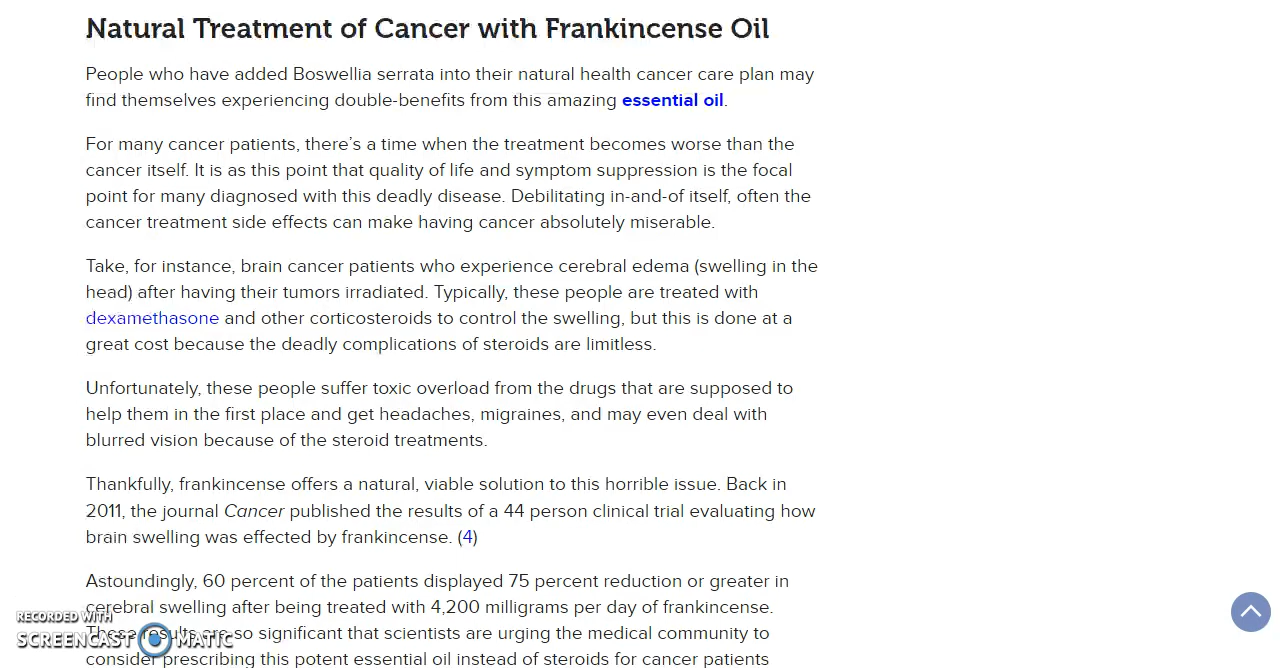 Natural Treatment of Cancer with Frankincense Oil
People who have added Boswellia serrata into their natural health cancer care plan may
find themselves experiencing double-benefits from this amazing essential oil.
For many cancer patients, there's a time when the treatment becomes worse than the
cancer itself. It is as this point that quality of life and symptom suppression is the focal
point for many diagnosed with this deadly disease. Debilitating in-and-of itself, often the
cancer treatment side effects can make having cancer absolutely miserable.
Take, for instance, brain cancer patients who experience cerebral edema (swelling in the
head) after having their tumors irradiated. Typically, these people are treated with
dexamethasone and other corticosteroids to control the swelling, but this is done at a
great cost because the deadly complications of steroids are limitless.
Unfortunately, these people suffer toxic overload from the drugs that are supposed to
help them in the first place and get headaches, migraines, and may even deal with
blurred vision because of the steroid treatments.
Thankfully, frankincense offers a natural, viable solution to this horrible issue. Back in
2011, the journal Cancer published the results of a 44 person clinical trial evaluating how
brain swelling was effected by frankincense. (4)
Astoundingly, 60 percent of the patients displayed 75 percent reduction or greater in
cerebral swelling after being treated with 4,200 milligrams per day of frankincense.
These results are so significant that scientists are urging the medical community to
consider prescribing this potent essential oil instead of steroids for cancer patients
RECORDED WITH
SCREENCAST MATIC